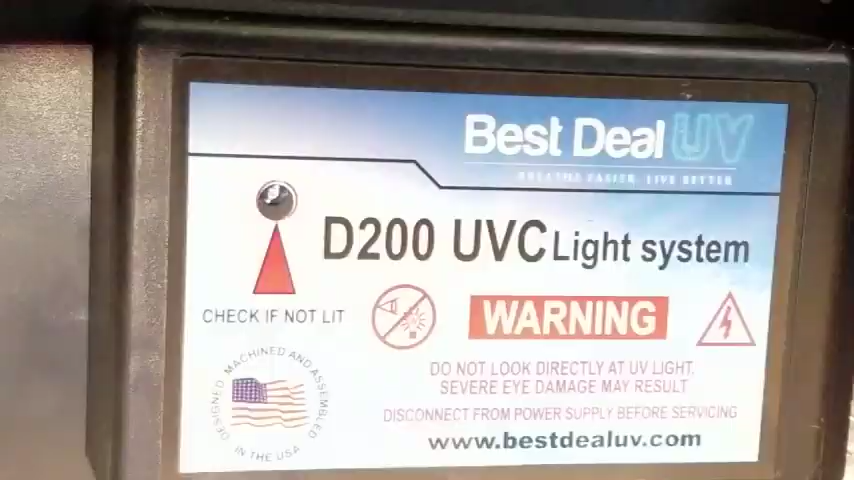 Best Deal UV
BREATHE EASIER. LIVE BETTER
D200 UVC Light system
CHECK IF NOT LIT
WARNING
DO NOT LOOK DIRECTLY AT UV LIGHT.
SEVERE EYE DAMAGE MAY RESULT
DISCONNECT FROM POWER SUPPLY BEFORE SERVICING
www.bestdealuv.com
DESIGNED MACHINED AND ASSEMBLED
IN THE USA